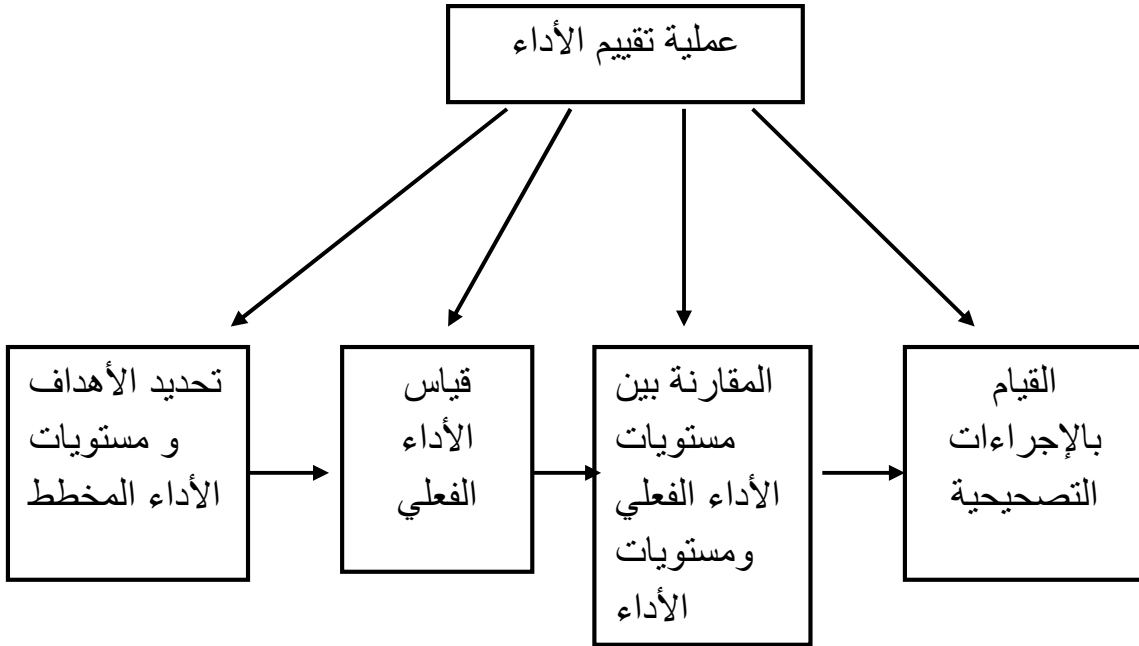 عملية تقييم الأداء
تحديد الأهداف
و مستويات
الأداء المخطط
قياس
الأداء
الفعلي
المقارنة بين
مستويات
الأداء الفعلي
ومستويات
الأداء
القيام
بالإجراءات
التصحيحية